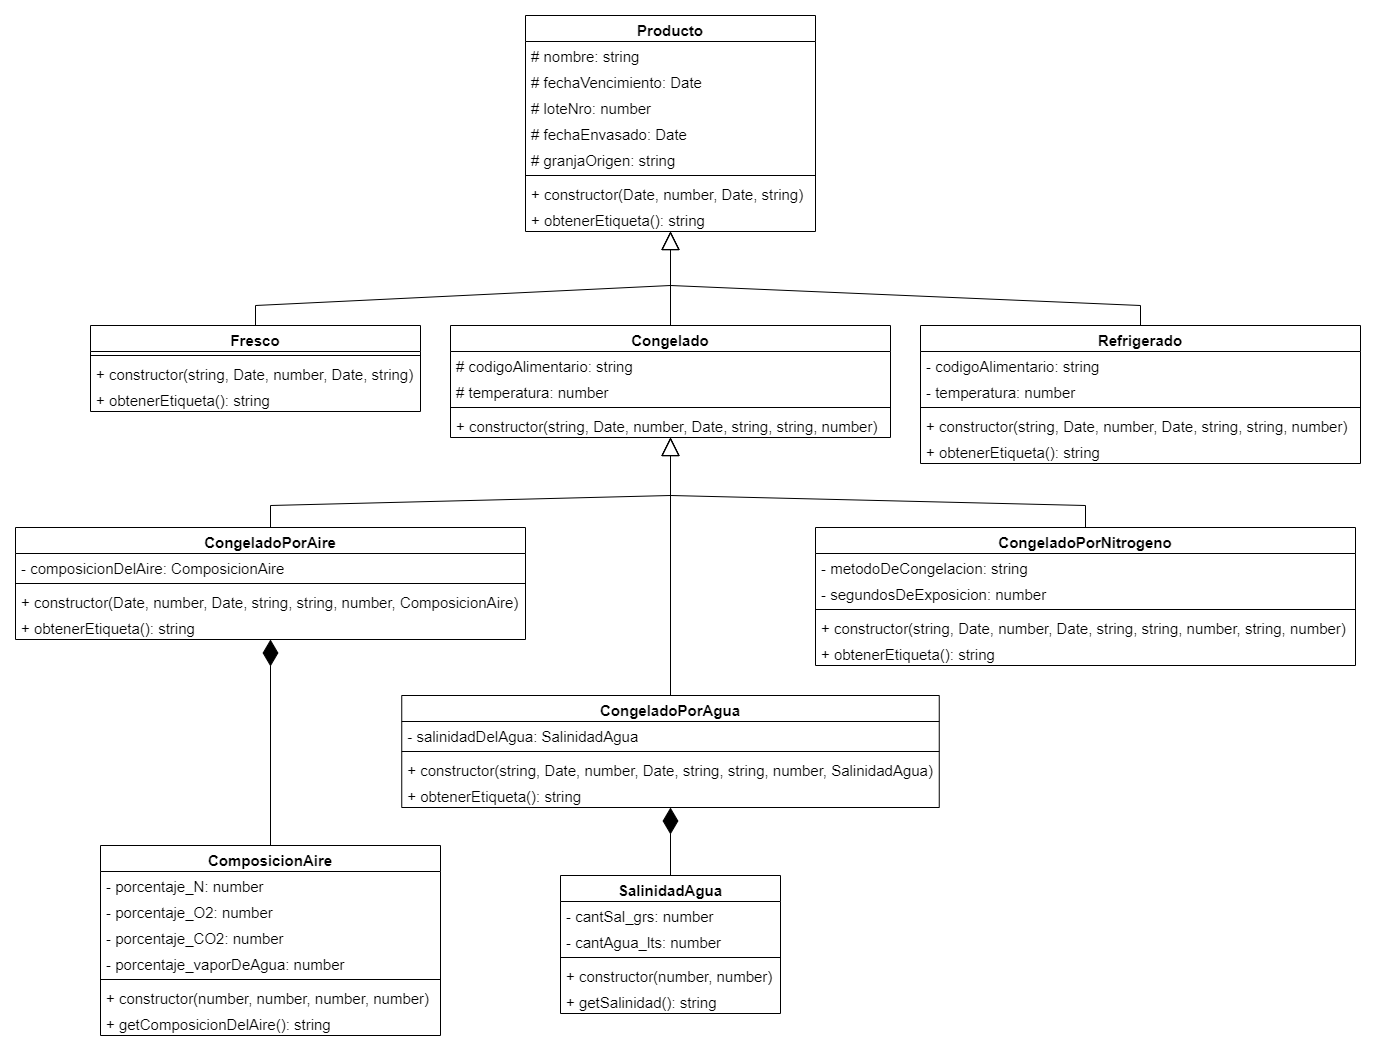 Producto
# nombre: string
# fechaVencimiento: Date
# loteNro: number
# fechaEnvasado: Date
# granjaOrigen: string
+ constructor(Date, number, Date, string)
+ obtenerEtiqueta(): string
Fresco
+ constructor(string, Date, number, Date, string)
+ obtenerEtiqueta(): string
Congelado
# codigoAlimentario: string
# temperatura: number
+ constructor(string, Date, number, Date, string, string, number)
Refrigerado
- codigoAlimentario: string
- temperatura: number
+ constructor(string, Date, number, Date, string, string, number)
+ obtenerEtiqueta(): string
CongeladoPorAire
- composicionDelAire: ComposicionAire
+ constructor(Date, number, Date, string, string, number, ComposicionAire)
+ obtenerEtiqueta(): string
CongeladoPorNitrogeno
- metodoDeCongelacion: string
- segundosDeExposicion: number
+ constructor(string, Date, number, Date, string, string, number, string, number)
+ obtenerEtiqueta(): string
CongeladoPorAgua
- salinidadDelAgua: SalinidadAgua
+ constructor(string, Date, number, Date, string, string, number, SalinidadAgua)
+ obtenerEtiqueta(): string
ComposicionAire
- porcentaje_N: number
- porcentaje_O2: number
- porcentaje_CO2: number
- porcentaje_vaporDeAgua: number
+ constructor(number, number, number, number)
+ getComposicionDelAire(): string
SalinidadAgua
- cantSal_grs: number
- cantAgua_lts: number
+ constructor(number, number)
+ getSalinidad(): string